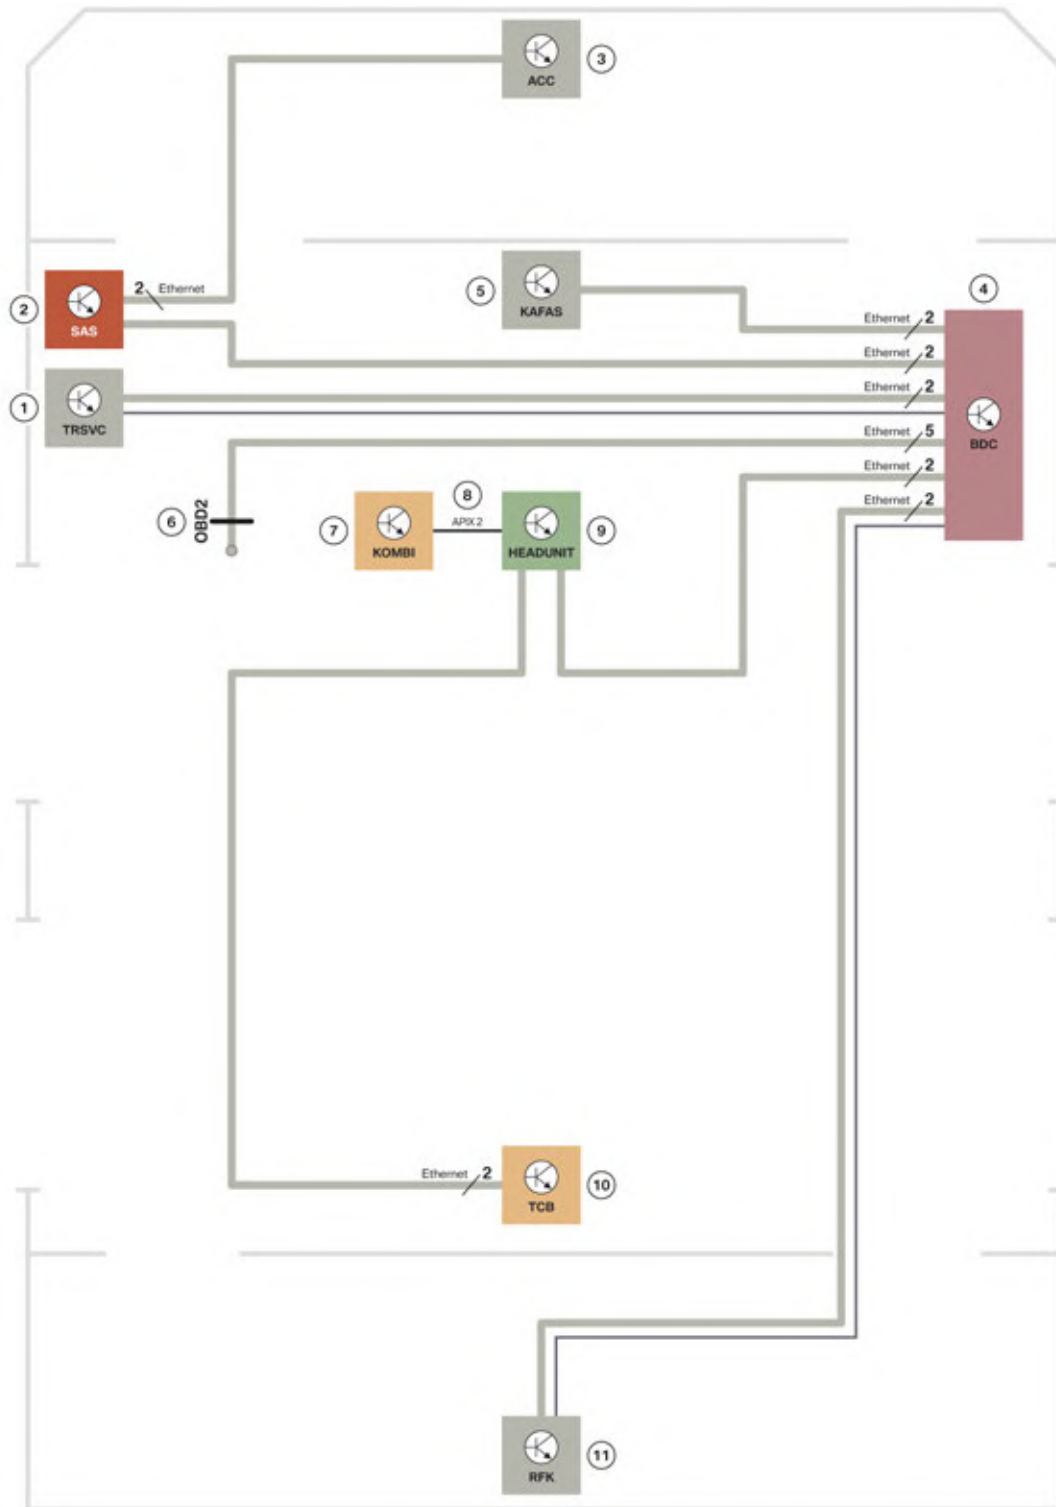 3
ACC
2 Ethernet
2
SAS
5
KAFAS
4
Ethernet 2
Ethernet 2
1
TRSVC
Ethernet 2
Ethernet 5
BDC
Ethernet 2
Ethernet 2
6
OBD2
7
KOMBI
8
APIX 2
9
HEADUNIT
Ethernet 2
10
TCB
11
RFK